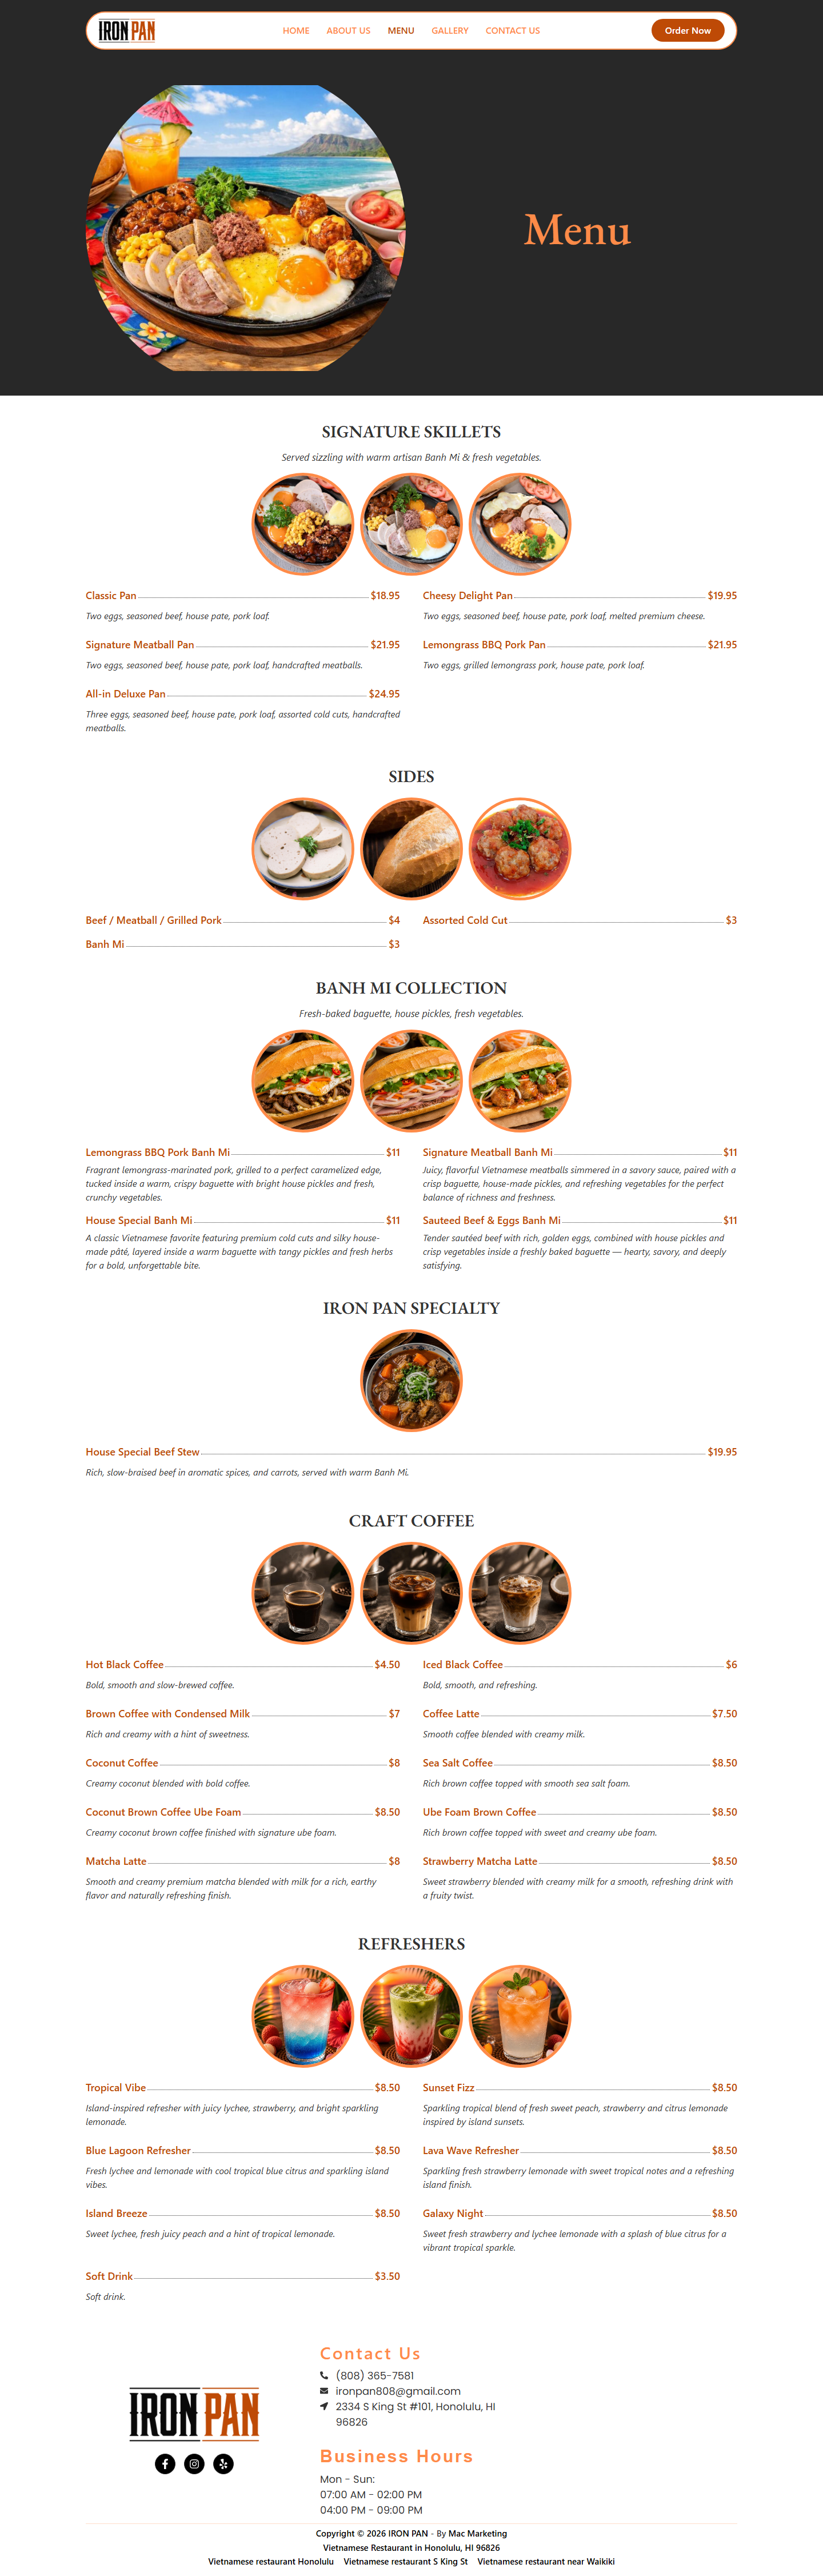 IRON PAN
HOME ABOUT US MENU GALLERY CONTACT US
Order Now
Menu
SIGNATURE SKILLETS
Served sizzling with warm artisan Banh Mi & fresh vegetables.
Classic Pan $18.95
Two eggs, seasoned beef, house pate, pork loaf.
Cheesy Delight Pan $19.95
Two eggs, seasoned beef, house pate, pork loaf, melted premium cheese.
Signature Meatball Pan $21.95
Two eggs, seasoned beef, house pate, pork loaf, handcrafted meatballs.
Lemongrass BBQ Pork Pan $21.95
Two eggs, grilled lemongrass pork, house pate, pork loaf.
All-in Deluxe Pan $24.95
Three eggs, seasoned beef, house pate, pork loaf, assorted cold cuts, handcrafted
meatballs.
SIDES
Beef / Meatball / Grilled Pork $4
Assorted Cold Cut $3
Banh Mi $3
BANH MI COLLECTION
Fresh-baked baguette, house pickles, fresh vegetables.
Lemongrass BBQ Pork Banh Mi $11
Fragrant lemongrass-marinated pork, grilled to a perfect caramelized edge,
tucked inside a warm, crispy baguette with bright house pickles and fresh,
crunchy vegetables.
Signature Meatball Banh Mi $11
Juicy, flavorful Vietnamese meatballs simmered in a savory sauce, paired with a
crisp baguette, house-made pickles, and refreshing vegetables for the perfect
balance of richness and freshness.
House Special Banh Mi $11
A classic Vietnamese favorite featuring premium cold cuts and silky house-
made pâté, layered inside a warm baguette with tangy pickles and fresh herbs
for a bold, unforgettable bite.
Sauteed Beef & Eggs Banh Mi $11
Tender sautéed beef with rich, golden eggs, combined with house pickles and
crisp vegetables inside a freshly baked baguette — hearty, savory, and deeply
satisfying.
IRON PAN SPECIALTY
House Special Beef Stew $19.95
Rich, slow-braised beef in aromatic spices, and carrots, served with warm Banh Mi.
CRAFT COFFEE
Hot Black Coffee $4.50
Bold, smooth and slow-brewed coffee.
Iced Black Coffee $6
Bold, smooth, and refreshing.
Brown Coffee with Condensed Milk $7
Rich and creamy with a hint of sweetness.
Coffee Latte $7.50
Smooth coffee blended with creamy milk.
Coconut Coffee $8
Creamy coconut blended with bold coffee.
Sea Salt Coffee $8.50
Rich brown coffee topped with smooth sea salt foam.
Coconut Brown Coffee Ube Foam $8.50
Creamy coconut brown coffee finished with signature ube foam.
Ube Foam Brown Coffee $8.50
Rich brown coffee topped with sweet and creamy ube foam.
Matcha Latte $8
Smooth and creamy premium matcha blended with milk for a rich, earthy
flavor and naturally refreshing finish.
Strawberry Matcha Latte $8.50
Sweet strawberry blended with creamy milk for a smooth, refreshing drink with
a fruity twist.
REFRESHERS
Tropical Vibe $8.50
Island-inspired refresher with juicy lychee, strawberry, and bright sparkling
lemonade.
Sunset Fizz $8.50
Sparkling tropical blend of fresh sweet peach, strawberry and citrus lemonade
inspired by island sunsets.
Blue Lagoon Refresher $8.50
Fresh lychee and lemonade with cool tropical blue citrus and sparkling island
vibes.
Lava Wave Refresher $8.50
Sparkling fresh strawberry lemonade with sweet tropical notes and a refreshing
island finish.
Island Breeze $8.50
Sweet lychee, fresh juicy peach and a hint of tropical lemonade.
Galaxy Night $8.50
Sweet fresh strawberry and lychee lemonade with a splash of blue citrus for a
vibrant tropical sparkle.
Soft Drink $3.50
Soft drink.
IRON PAN
Contact Us
(808) 365-7581
ironpan808@gmail.com
2334 S King St #101, Honolulu, HI
96826
Business Hours
Mon - Sun:
07:00 AM - 02:00 PM
04:00 PM - 09:00 PM
Copyright © 2026 IRON PAN - By Mac Marketing
Vietnamese Restaurant in Honolulu, HI 96826
Vietnamese restaurant Honolulu Vietnamese restaurant S King St Vietnamese restaurant near Waikiki